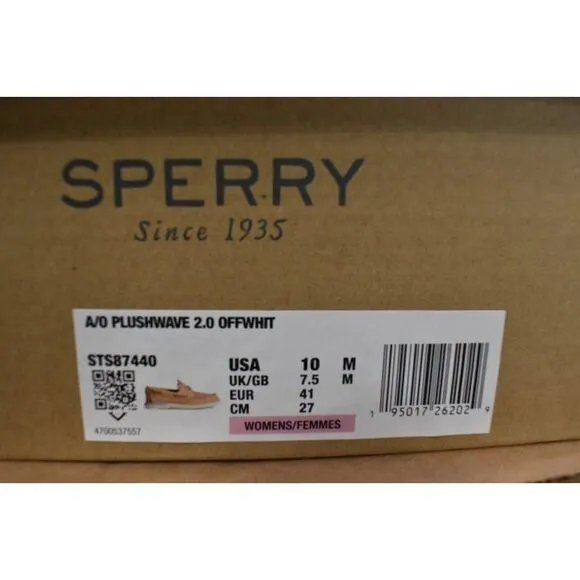 SPERRY
Since 1935
A/O PLUSHWAVE 2.0 OFFWHIT
STS87440
USA 10 M
UK/GB 7.5 M
EUR 41
CM 27
WOMENS/FEMMES
4700537557
1 95017 26202 9